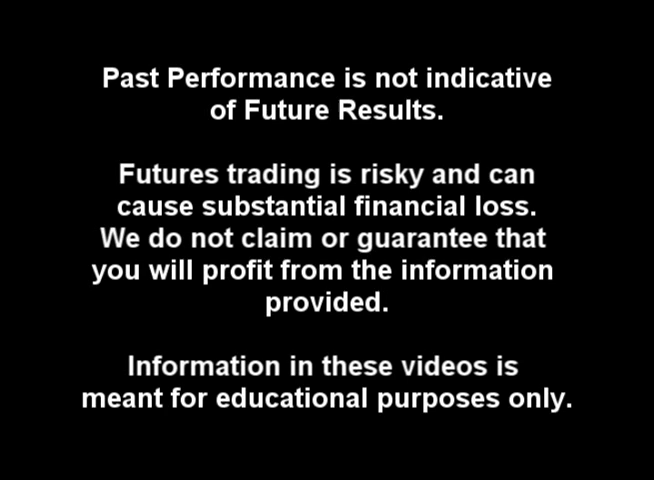 Past Performance is not indicative
of Future Results.
Futures trading is risky and can
cause substantial financial loss.
We do not claim or guarantee that
you will profit from the information
provided.
Information in these videos is
meant for educational purposes only.